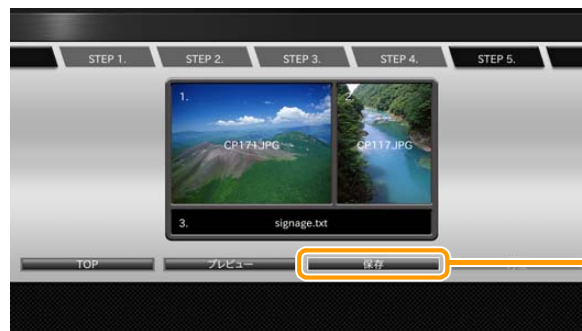 STEP 1. STEP 2. STEP 3. STEP 4. STEP 5.
1. 2.
CP171.JPG CP117.JPG
3. signage.txt
TOP プレビュー 保存